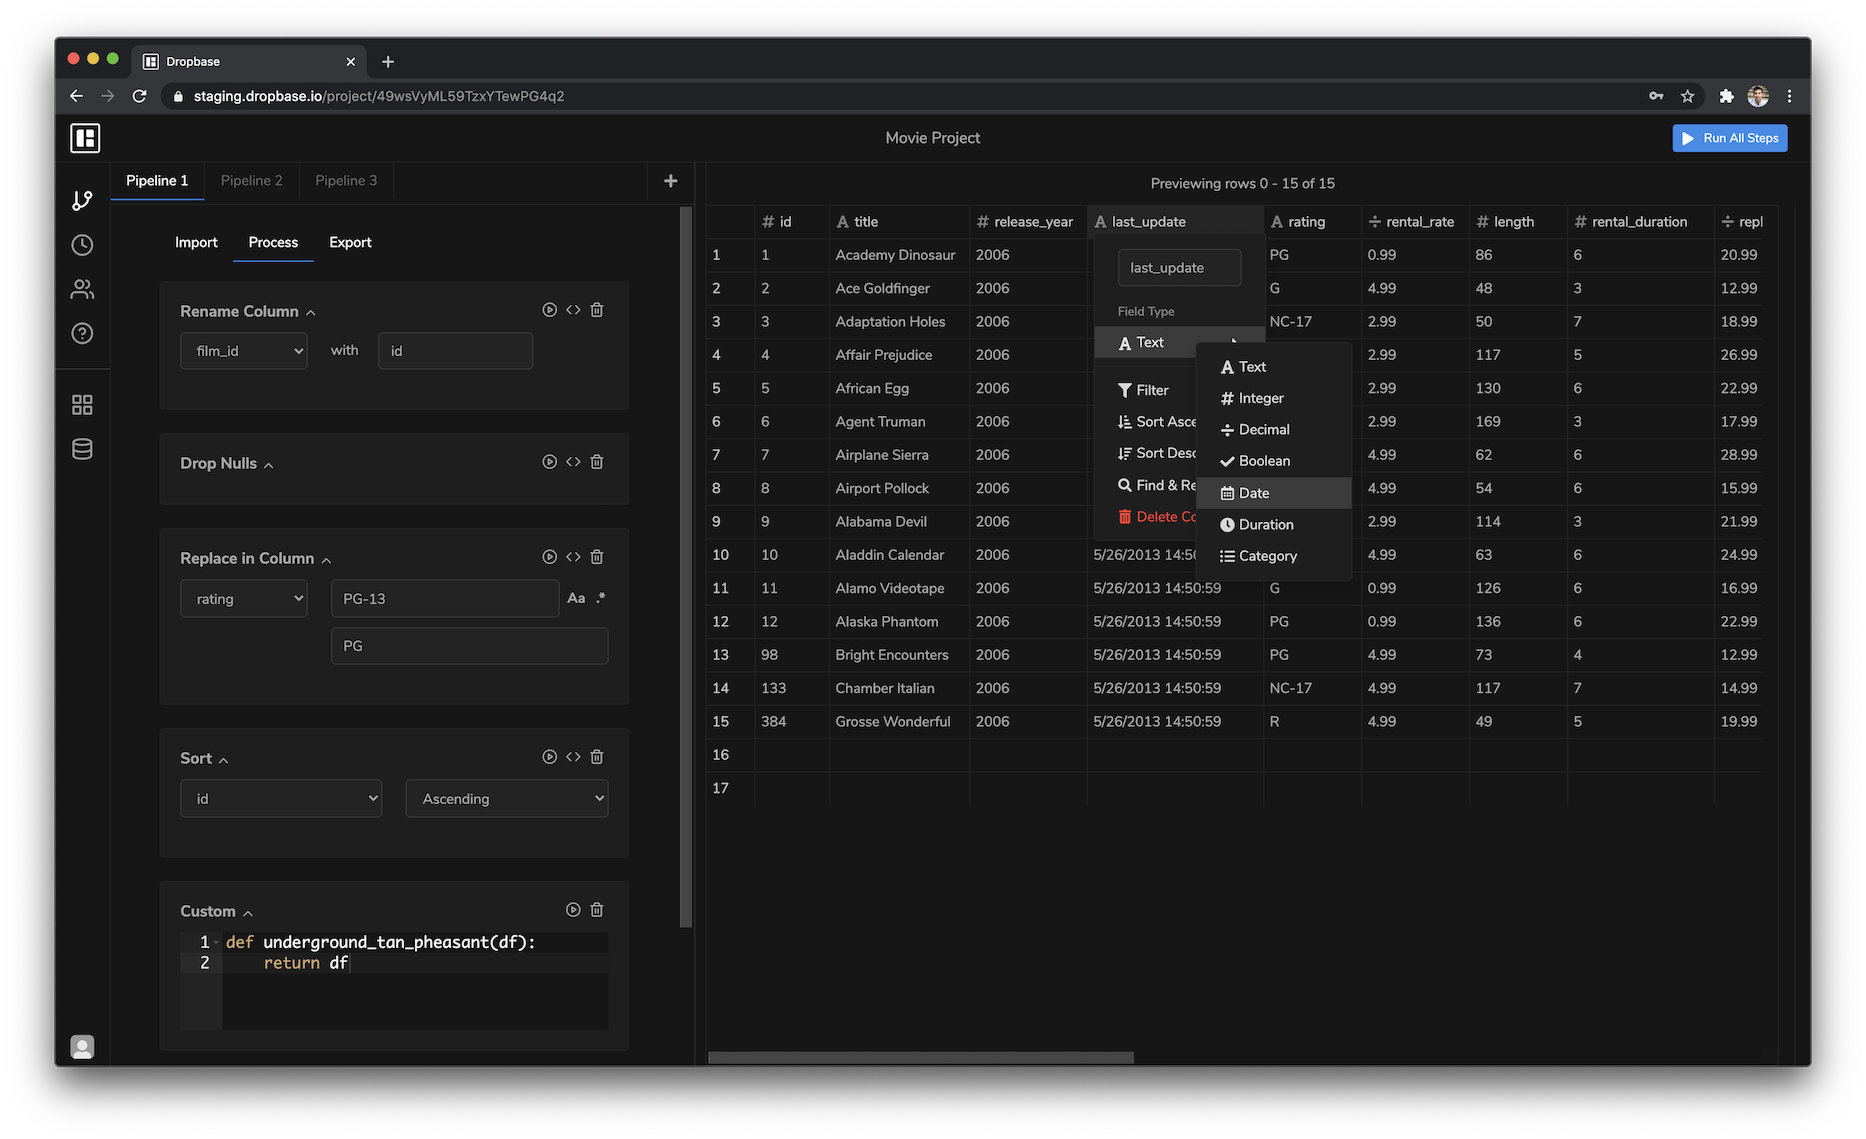 Dropbase
staging.dropbase.io/project/49wsVyML59TzxYTewPG4q2
Movie Project
Run All Steps
Pipeline 1 Pipeline 2 Pipeline 3
Import Process Export
Rename Column
film_id with id
Drop Nulls
Replace in Column
rating PG-13 Aa .*
PG
Sort
id Ascending
Custom
1 def underground_tan_pheasant(df):
2 return df
Previewing rows 0 - 15 of 15
# id A title # release_year A last_update A rating ÷ rental_rate # length # rental_duration ÷ repl
1 1 Academy Dinosaur 2006 PG 0.99 86 6 20.99
2 2 Ace Goldfinger 2006 G 4.99 48 3 12.99
3 3 Adaptation Holes 2006 NC-17 2.99 50 7 18.99
4 4 Affair Prejudice 2006 2.99 117 5 26.99
5 5 African Egg 2006 2.99 130 6 22.99
6 6 Agent Truman 2006 2.99 169 3 17.99
7 7 Airplane Sierra 2006 4.99 62 6 28.99
8 8 Airport Pollock 2006 4.99 54 6 15.99
9 9 Alabama Devil 2006 2.99 114 3 21.99
10 10 Aladdin Calendar 2006 5/26/2013 14:50 4.99 63 6 24.99
11 11 Alamo Videotape 2006 5/26/2013 14:50:59 G 0.99 126 6 16.99
12 12 Alaska Phantom 2006 5/26/2013 14:50:59 PG 0.99 136 6 22.99
13 98 Bright Encounters 2006 5/26/2013 14:50:59 PG 4.99 73 4 12.99
14 133 Chamber Italian 2006 5/26/2013 14:50:59 NC-17 4.99 117 7 14.99
15 384 Grosse Wonderful 2006 5/26/2013 14:50:59 R 4.99 49 5 19.99
16
17
last_update
Field Type
A Text
Filter
Sort Asce
Sort Desc
Find & Re
Delete Co
A Text
# Integer
÷ Decimal
Boolean
Date
Duration
Category